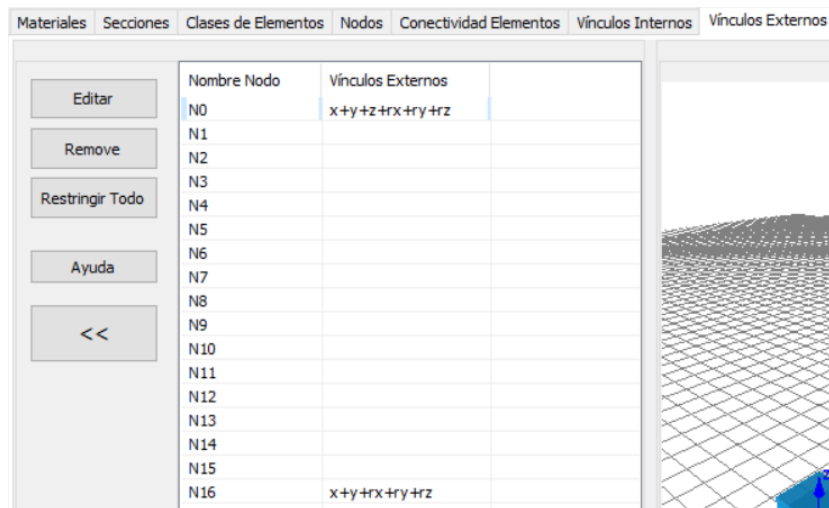 Materiales Secciones Clases de Elementos Nodos Conectividad Elementos Vínculos Internos Vínculos Externos
Editar
Remove
Restringir Todo
Ayuda
<<
Nombre Nodo Vínculos Externos
N0 x+y+z+rx+ry+rz
N1
N2
N3
N4
N5
N6
N7
N8
N9
N10
N11
N12
N13
N14
N15
N16 x+y+rx+ry+rz
z